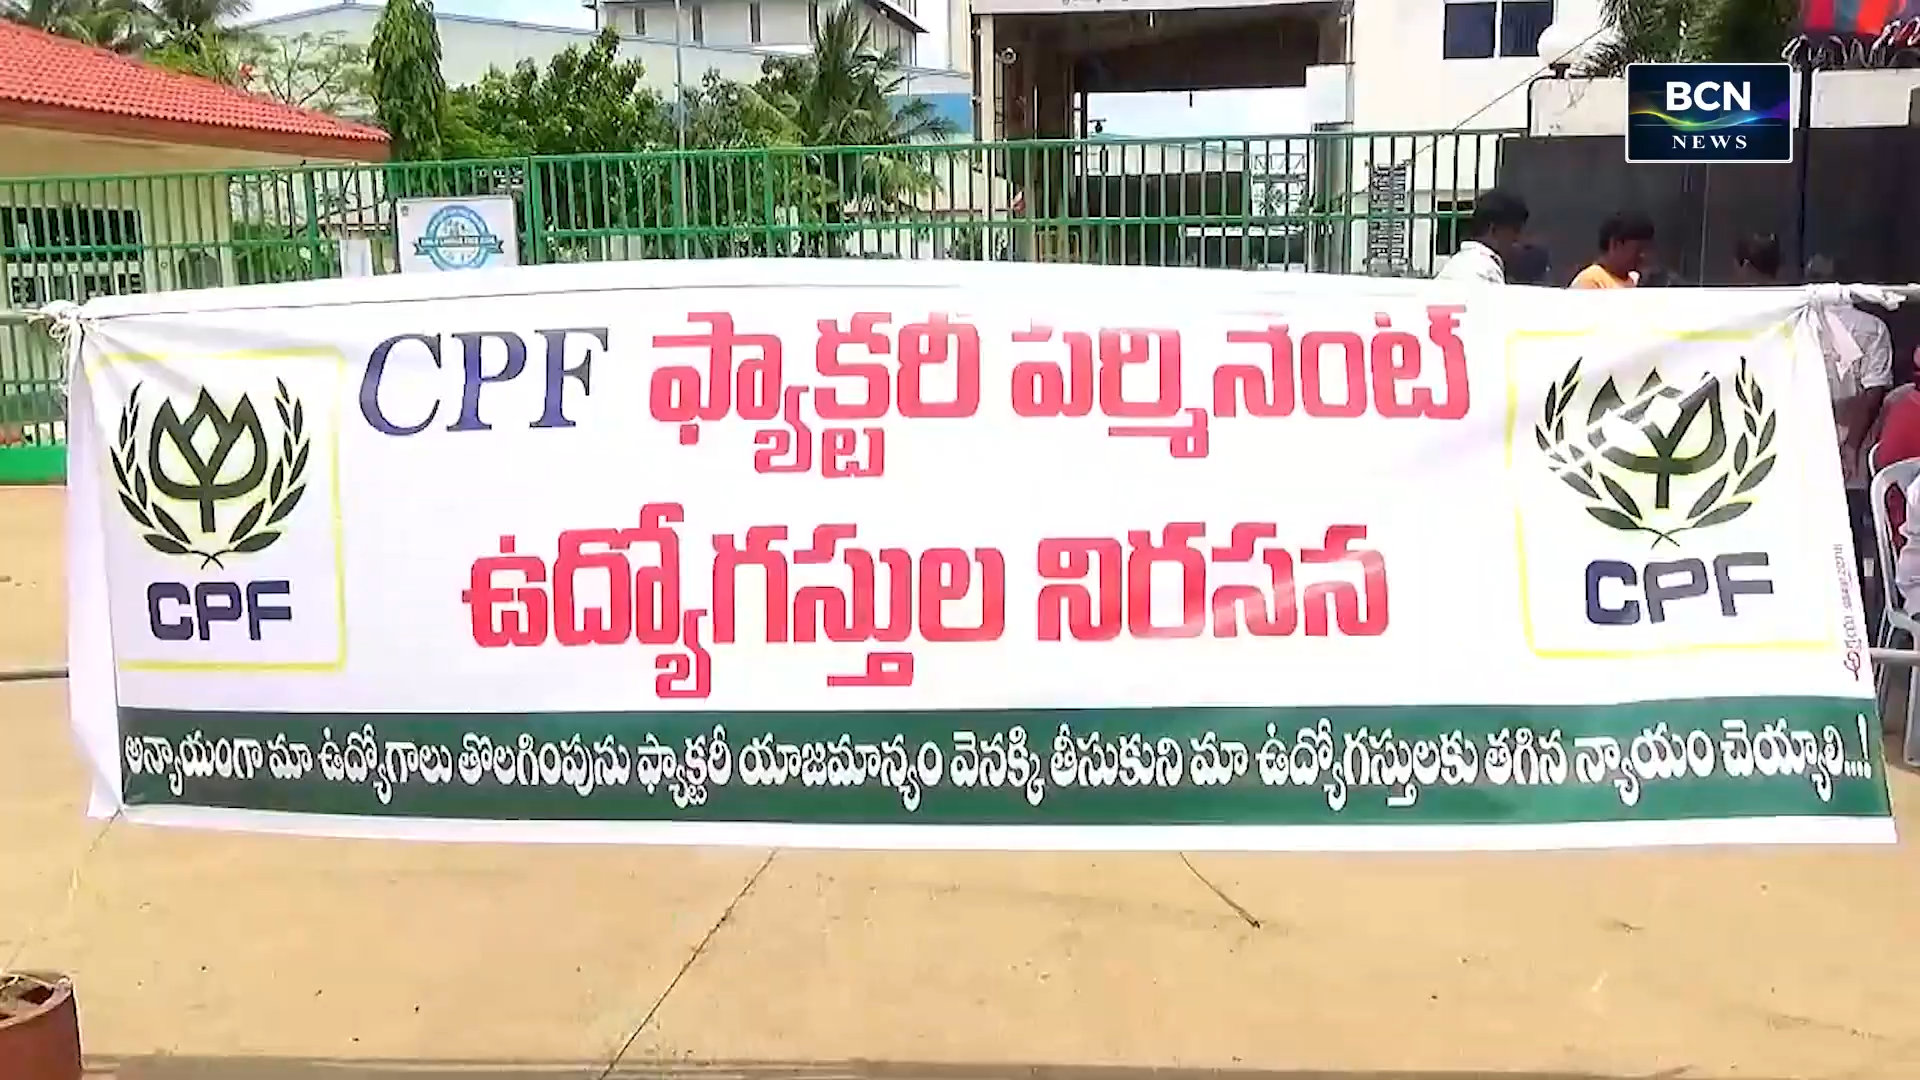 BCN
NEWS
CPF ఫ్యాక్టరీ పర్మినెంట్
ఉద్యోగస్తుల నిరసన
CPF
CPF
అన్యాయంగా మా ఉద్యోగాలు తొలగింపును ఫ్యాక్టరీ యాజమాన్యం వెనక్కి తీసుకుని మా ఉద్యోగస్తులకు తగిన న్యాయం చెయ్యాలి...!